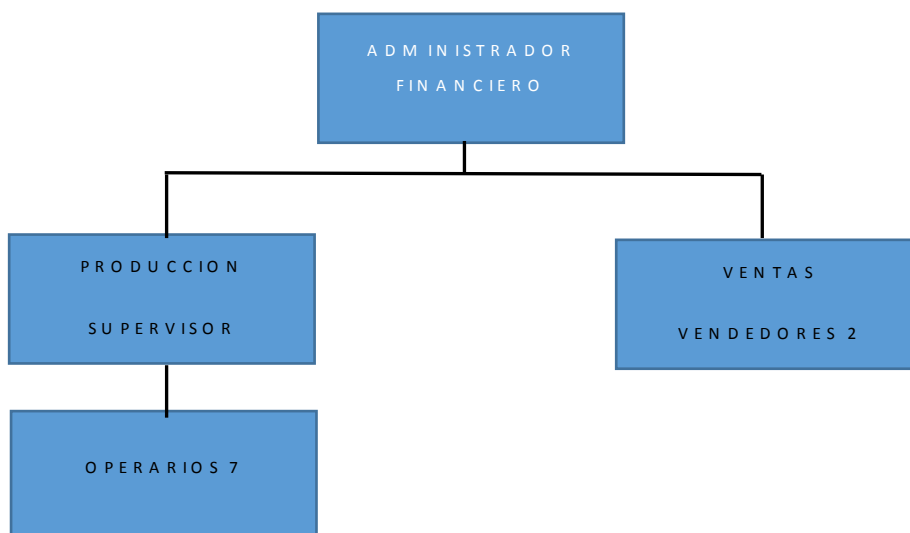 ADMINISTRADOR
FINANCIERO
PRODUCCION
SUPERVISOR
VENTAS
VENDEDORES 2
OPERARIOS 7